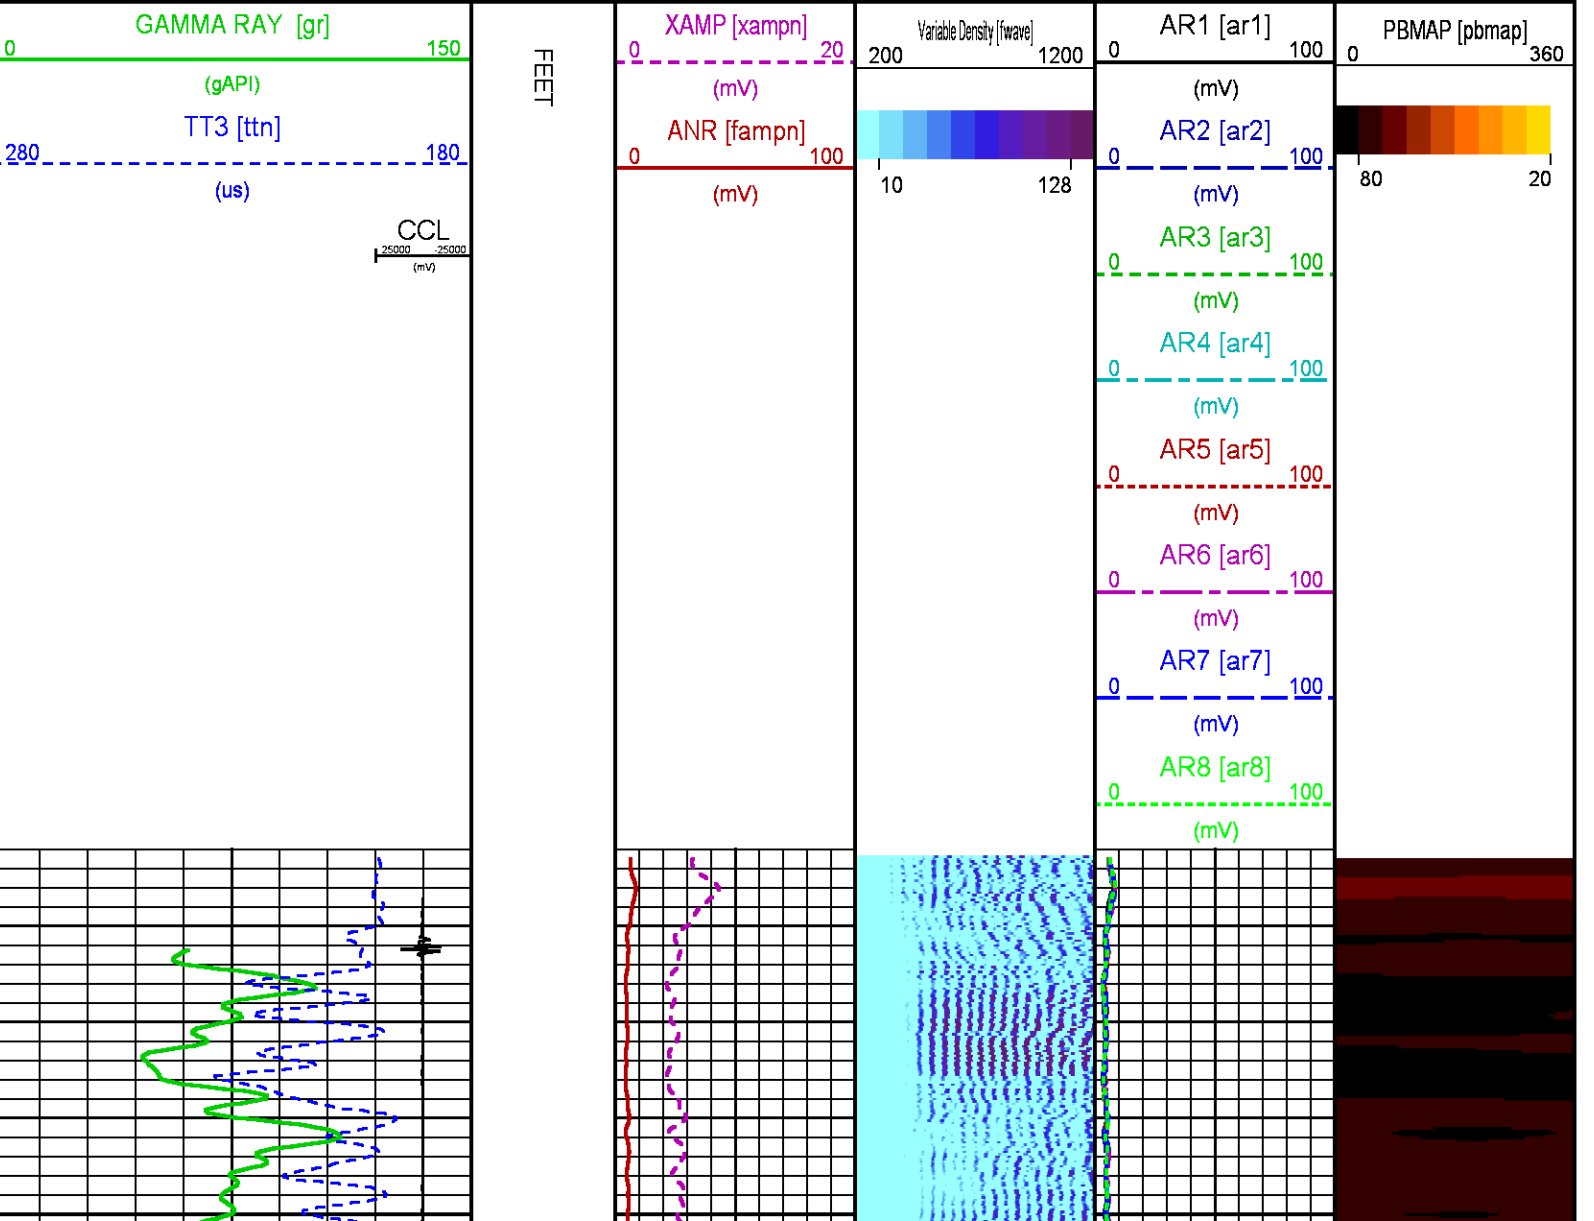 GAMMA RAY [gr]
0 150
(gAPI)
TT3 [ttn]
280 180
(us)
CCL
25000 -25000
(mV)
FEET
XAMP [xampn]
0 20
(mV)
ANR [fampn]
0 100
(mV)
Variable Density [fwave]
200 1200
10 128
AR1 [ar1]
0 100
(mV)
AR2 [ar2]
0 100
(mV)
AR3 [ar3]
0 100
(mV)
AR4 [ar4]
0 100
(mV)
AR5 [ar5]
0 100
(mV)
AR6 [ar6]
0 100
(mV)
AR7 [ar7]
0 100
(mV)
AR8 [ar8]
0 100
(mV)
PBMAP [pbmap]
0 360
80 20